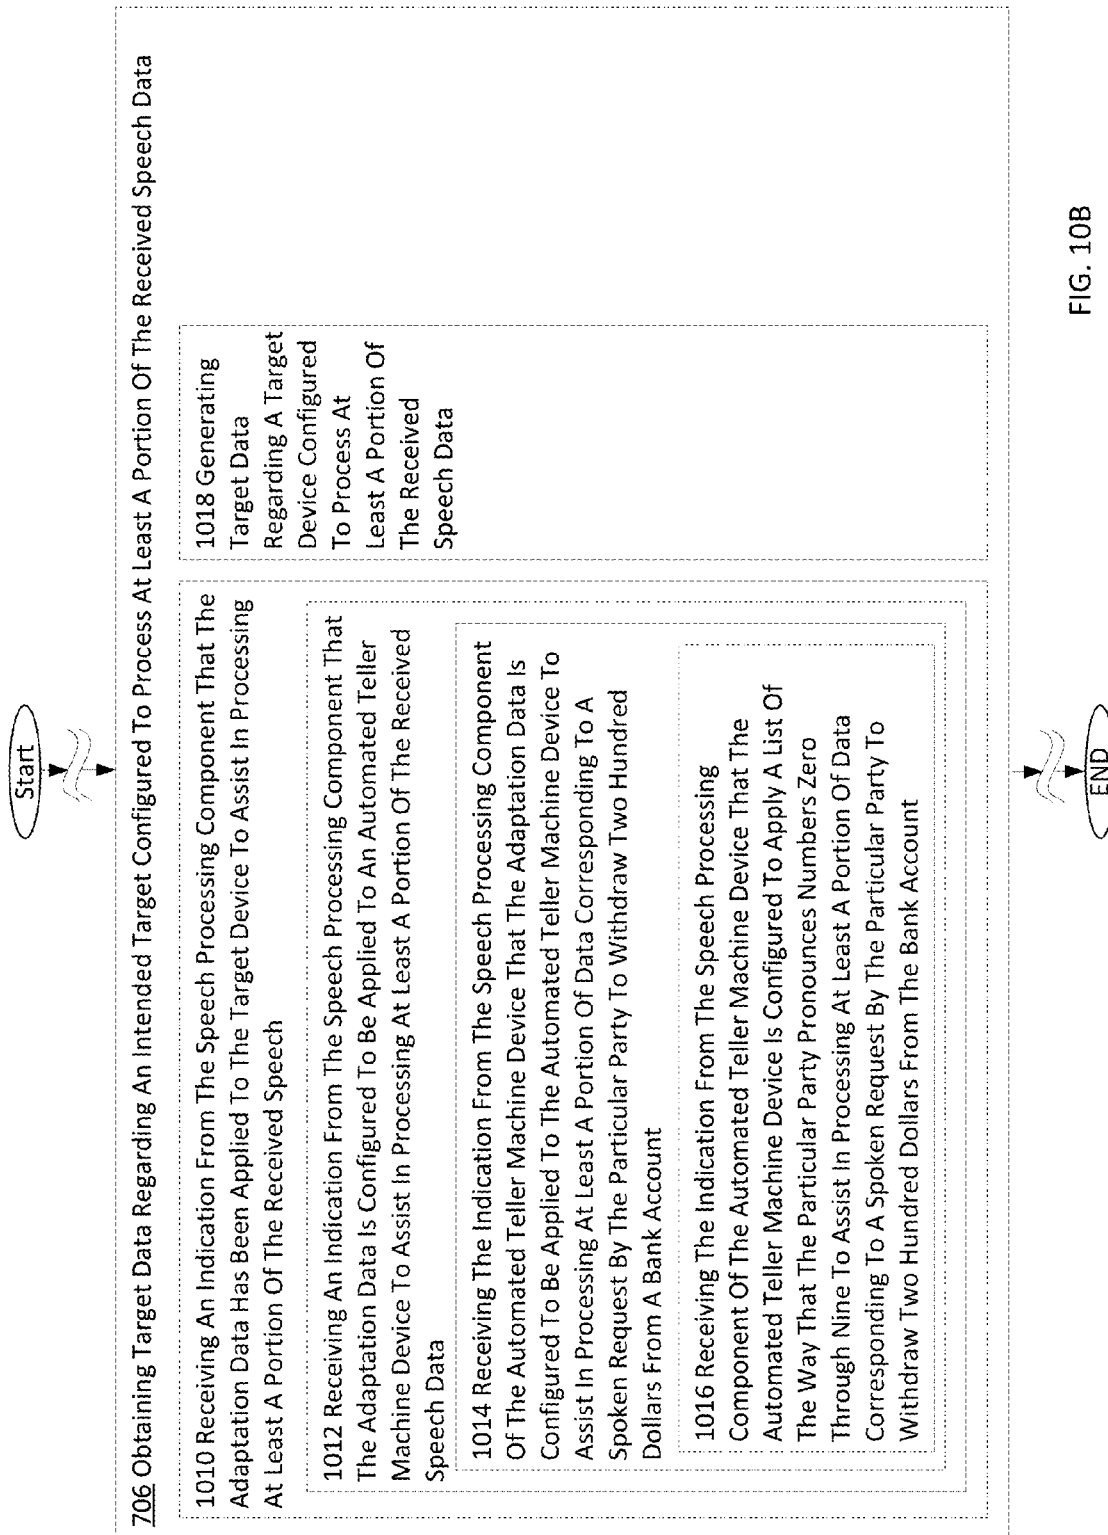 Start
706 Obtaining Target Data Regarding An Intended Target Configured To Process At Least A Portion Of The Received Speech Data
1010 Receiving An Indication From The Speech Processing Component That The
Adaptation Data Has Been Applied To The Target Device To Assist In Processing
At Least A Portion Of The Received Speech
1012 Receiving An Indication From The Speech Processing Component That
The Adaptation Data Is Configured To Be Applied To An Automated Teller
Machine Device To Assist In Processing At Least A Portion Of The Received
Speech Data
1014 Receiving The Indication From The Speech Processing Component
Of The Automated Teller Machine Device That The Adaptation Data Is
Configured To Be Applied To The Automated Teller Machine Device To
Assist In Processing At Least A Portion Of Data Corresponding To A
Spoken Request By The Particular Party To Withdraw Two Hundred
Dollars From A Bank Account
1016 Receiving The Indication From The Speech Processing
Component Of The Automated Teller Machine Device That The
Automated Teller Machine Device Is Configured To Apply A List Of
The Way That The Particular Party Pronounces Numbers Zero
Through Nine To Assist In Processing At Least A Portion Of Data
Corresponding To A Spoken Request By The Particular Party To
Withdraw Two Hundred Dollars From The Bank Account
1018 Generating
Target Data
Regarding A Target
Device Configured
To Process At
Least A Portion Of
The Received
Speech Data
END
FIG. 10B